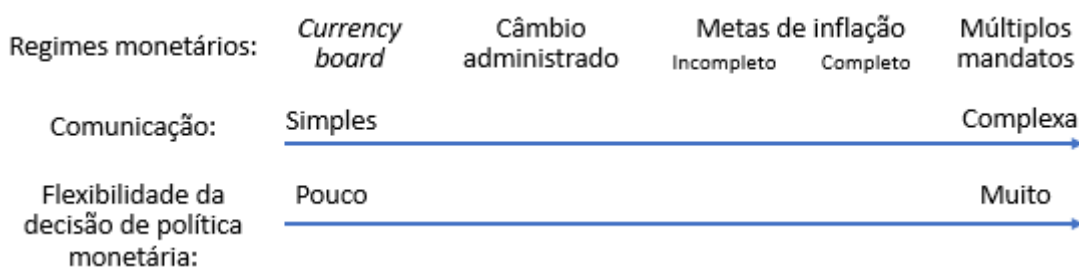 Regimes monetários:
Currency
board
Câmbio
administrado
Metas de inflação
Incompleto
Completo
Múltiplos
mandatos
Comunicação:
Simples
Complexa
Flexibilidade da
decisão de política
monetária:
Pouco
Muito